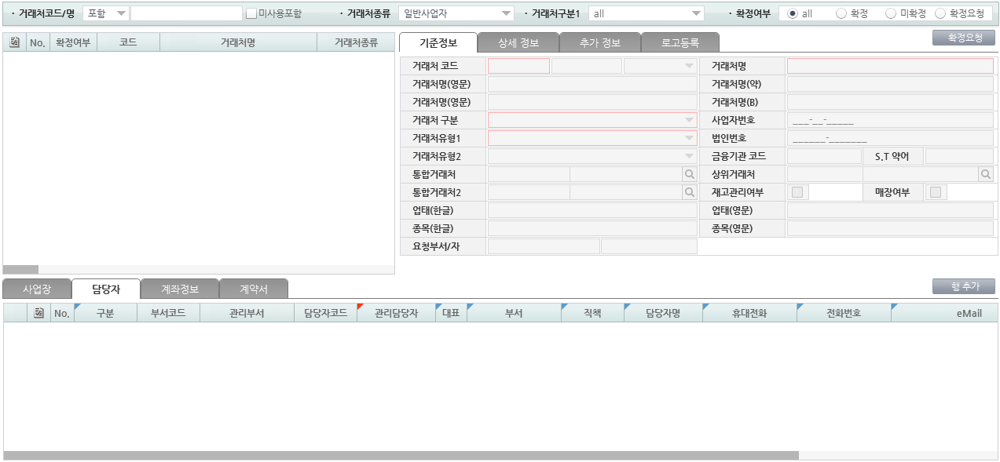 · 거래처코드/명 포함 미사용포함 · 거래처종류 일반사업자 · 거래처구분1 all · 확정여부 all 확정 미확정 확정요청
No. 확정여부 코드 거래처명 거래처종류
기준정보 상세 정보 추가 정보 로고등록 확정요청
거래처 코드 거래처명
거래처명(영문) 거래처명(약)
거래처명(영문) 거래처명(B)
거래처 구분 사업자번호 ___-__-_____
거래처유형1 법인번호 ______-_______
거래처유형2 금융기관 코드 S.T 약어
통합거래처 상위거래처
통합거래처2 재고관리여부 매장여부
업태(한글) 업태(영문)
종목(한글) 종목(영문)
요청부서/자
사업장 담당자 계좌정보 계약서 행 추가
No. 구분 부서코드 관리부서 담당자코드 관리담당자 대표 부서 직책 담당자명 휴대전화 전화번호 eMail